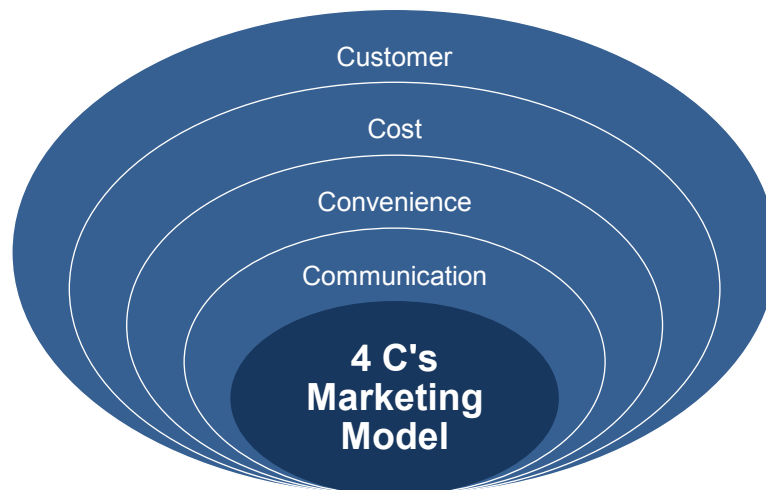 Customer
Cost
Convenience
Communication
4 C's
Marketing
Model